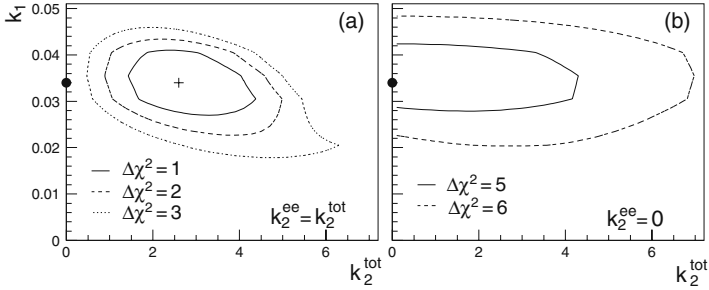 k₁
0.05
0.04
0.03
0.02
0.01
0
(a)
Δχ² = 1
Δχ² = 2
Δχ² = 3
k₂ᵉᵉ = k₂ᵗᵒᵗ
0 2 4 6
k₂ᵗᵒᵗ
(b)
Δχ² = 5
Δχ² = 6
k₂ᵉᵉ = 0
0 2 4 6
k₂ᵗᵒᵗ